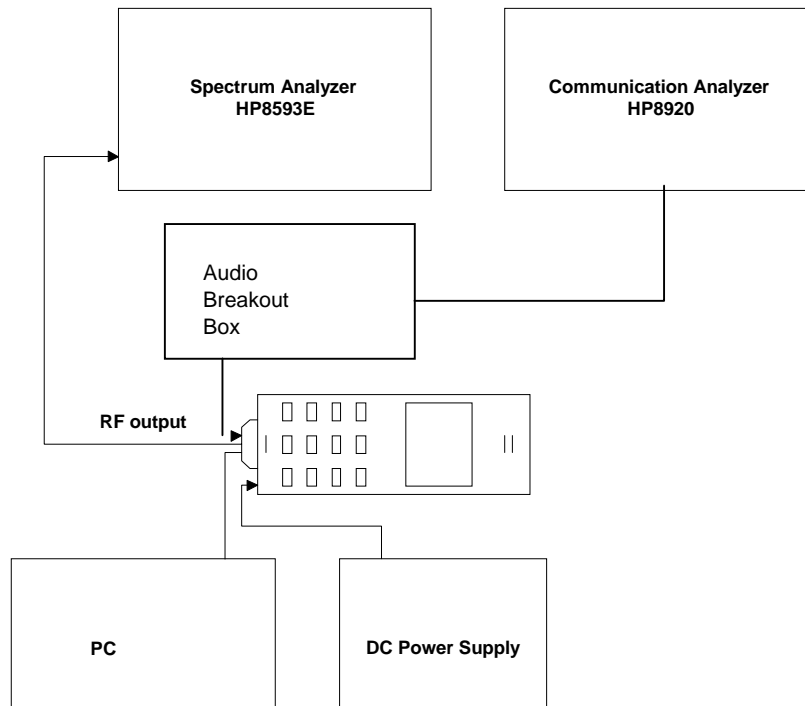 Spectrum Analyzer
HP8593E
Communication Analyzer
HP8920
Audio
Breakout
Box
RF output
PC
DC Power Supply